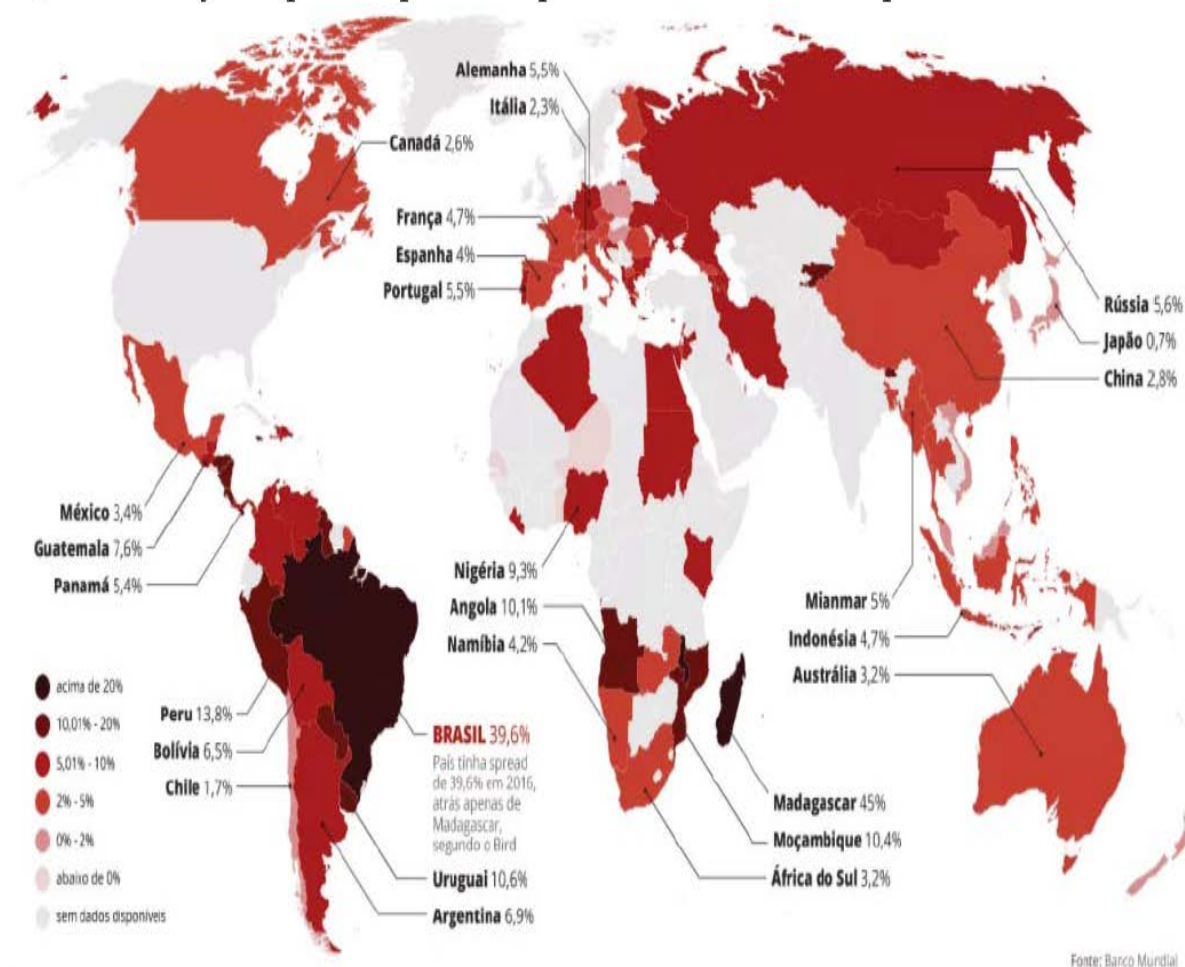 Alemanha 5,5%
Itália 2,3%
Canadá 2,6%
França 4,7%
Espanha 4%
Portugal 5,5%
Rússia 5,6%
Japão 0,7%
China 2,8%
México 3,4%
Guatemala 7,6%
Panamá 5,4%
Nigéria 9,3%
Angola 10,1%
Namíbia 4,2%
Mianmar 5%
Indonésia 4,7%
Austrália 3,2%
acima de 20%
10,01% - 20%
5,01% - 10%
2% - 5%
0% - 2%
abaixo de 0%
sem dados disponíveis
Peru 13,8%
Bolívia 6,5%
Chile 1,7%
BRASIL 39,6%
País tinha spread
de 39,6% em 2016,
atrás apenas de
Madagascar,
segundo o Bird
Uruguai 10,6%
Argentina 6,9%
Madagascar 45%
Moçambique 10,4%
África do Sul 3,2%
Fonte: Banco Mundial